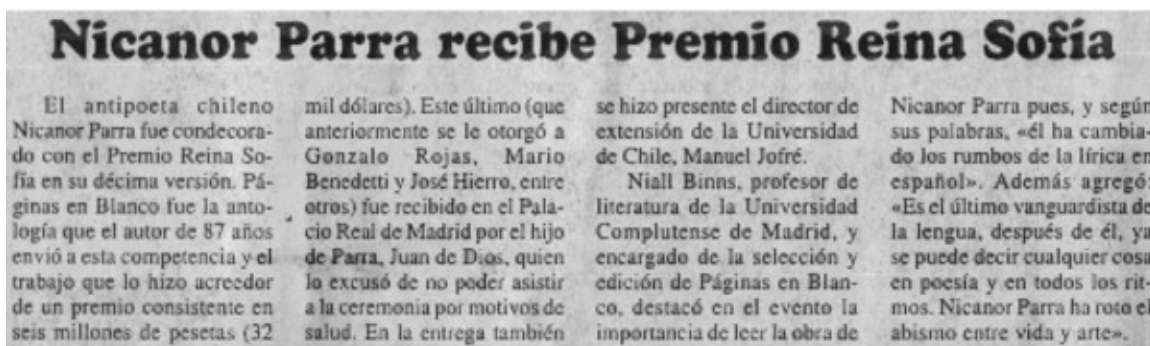 Nicanor Parra recibe Premio Reina Sofía
El antipoeta chileno
Nicanor Parra fue condecora-
do con el Premio Reina So-
fía en su décima versión. Pá-
ginas en Blanco fue la anto-
logía que el autor de 87 años
envió a esta competencia y el
trabajo que lo hizo acreedor
de un premio consistente en
seis millones de pesetas (32
mil dólares). Este último (que
anteriormente se le otorgó a
Gonzalo Rojas, Mario
Benedetti y José Hierro, entre
otros) fue recibido en el Pala-
cio Real de Madrid por el hijo
de Parra, Juan de Dios, quien
lo excusó de no poder asistir
a la ceremonia por motivos de
salud. En la entrega también
se hizo presente el director de
extensión de la Universidad
de Chile, Manuel Jofré.
Niall Binns, profesor de
literatura de la Universidad
Complutense de Madrid, y
encargado de la selección y
edición de Páginas en Blan-
co, destacó en el evento la
importancia de leer la obra de
Nicanor Parra pues, y según
sus palabras, «él ha cambia-
do los rumbos de la lírica en
español». Además agregó:
«Es el último vanguardista de
la lengua, después de él, ya
se puede decir cualquier cosa
en poesía y en todos los rit-
mos. Nicanor Parra ha roto el
abismo entre vida y arte».